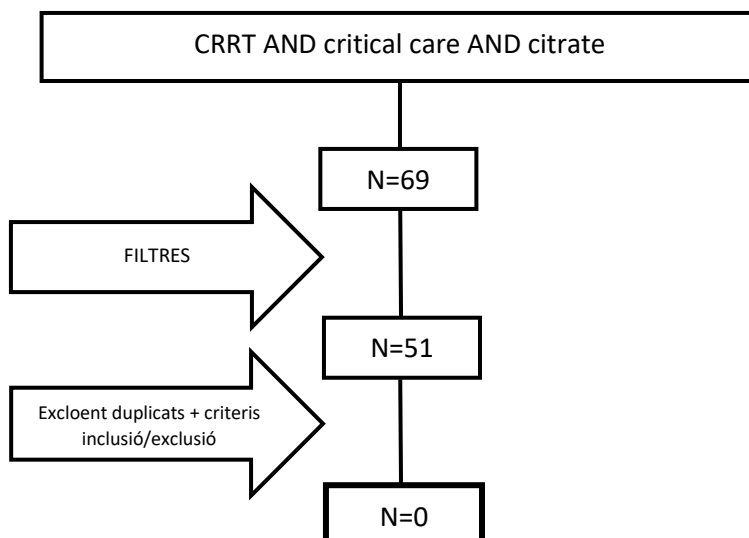 CRRT AND critical care AND citrate
N=69
FILTRES
N=51
Excloent duplicats + criteris
inclusió/exclusió
N=0